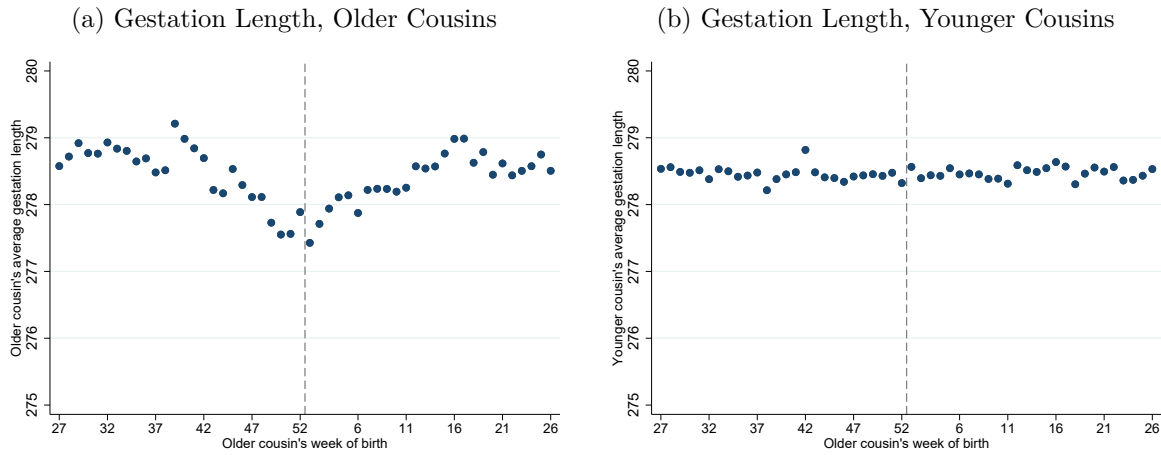 (a) Gestation Length, Older Cousins
Older cousin's average gestation length
280
279
278
277
276
275
27 32 37 42 47 52 6 11 16 21 26
Older cousin's week of birth
(b) Gestation Length, Younger Cousins
Younger cousin's average gestation length
280
279
278
277
276
275
27 32 37 42 47 52 6 11 16 21 26
Older cousin's week of birth